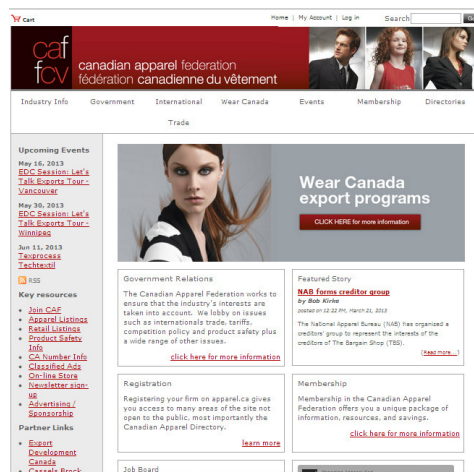 Cart
Home | My Account | Log in Search
caf
fcv
canadian apparel federation
fédération canadienne du vêtement
Industry Info Government International Trade Wear Canada Events Membership Directories
Upcoming Events
May 16, 2013
EDC Session: Let's
Talk Exports Tour -
Vancouver
May 30, 2013
EDC Session: Let's
Talk Exports Tour -
Winnipeg
Jun 11, 2013
Texprocess
Techtextil
RSS
Key resources
Join CAF
Apparel Listings
Retail Listings
Product Safety
Info
CA Number Info
Classified Ads
On-line Store
Newsletter sign-
up
Advertising /
Sponsorship
Partner Links
Export
Development
Canada
Cassels Brock
Wear Canada
export programs
CLICK HERE for more information
Government Relations
The Canadian Apparel Federation works to
ensure that the industry's interests are
taken into account. We lobby on issues
such as internationals trade, tariffs,
competition policy and product safety plus
a wide range of other issues.
click here for more information
Featured Story
NAB forms creditor group
by Bob Kirke
posted on 12:22 PM, March 21, 2013
The National Apparel Bureau (NAB) has organized a
creditors' group to represent the interests of the
creditors of The Bargain Shop (TBS).
[Read more...]
Registration
Registering your firm on apparel.ca gives
you access to many areas of the site not
open to the public, most importantly the
Canadian Apparel Directory.
learn more
Membership
Membership in the Canadian Apparel
Federation offers you a unique package of
information, resources, and savings.
click here for more information
Job Board